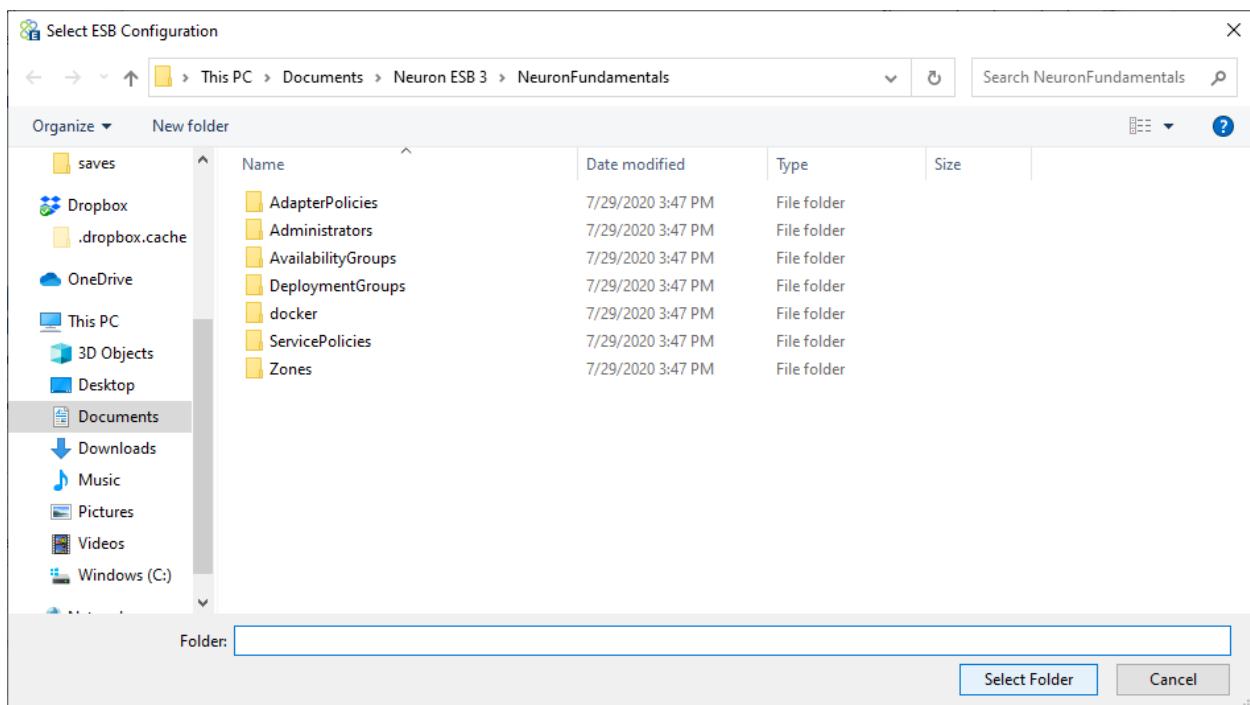 Select ESB Configuration
This PC > Documents > Neuron ESB 3 > NeuronFundamentals
Search NeuronFundamentals
Organize New folder
saves
Dropbox
.dropbox.cache
OneDrive
This PC
3D Objects
Desktop
Documents
Downloads
Music
Pictures
Videos
Windows (C:)
Name Date modified Type Size
AdapterPolicies 7/29/2020 3:47 PM File folder
Administrators 7/29/2020 3:47 PM File folder
AvailabilityGroups 7/29/2020 3:47 PM File folder
DeploymentGroups 7/29/2020 3:47 PM File folder
docker 7/29/2020 3:47 PM File folder
ServicePolicies 7/29/2020 3:47 PM File folder
Zones 7/29/2020 3:47 PM File folder
Folder:
Select Folder Cancel